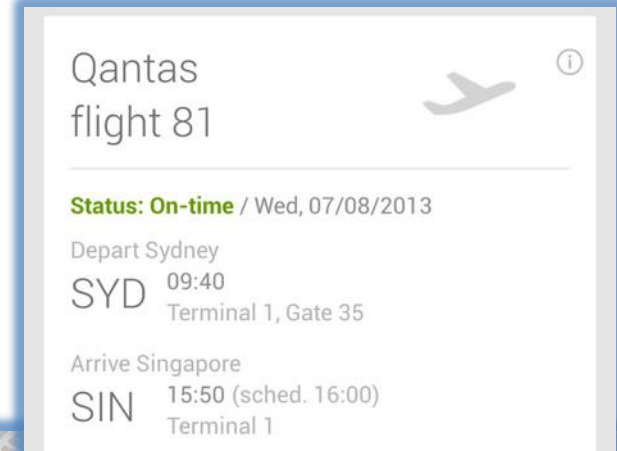 Qantas
flight 81
Status: On-time / Wed, 07/08/2013
Depart Sydney
SYD 09:40
Terminal 1, Gate 35
Arrive Singapore
SIN 15:50 (sched. 16:00)
Terminal 1